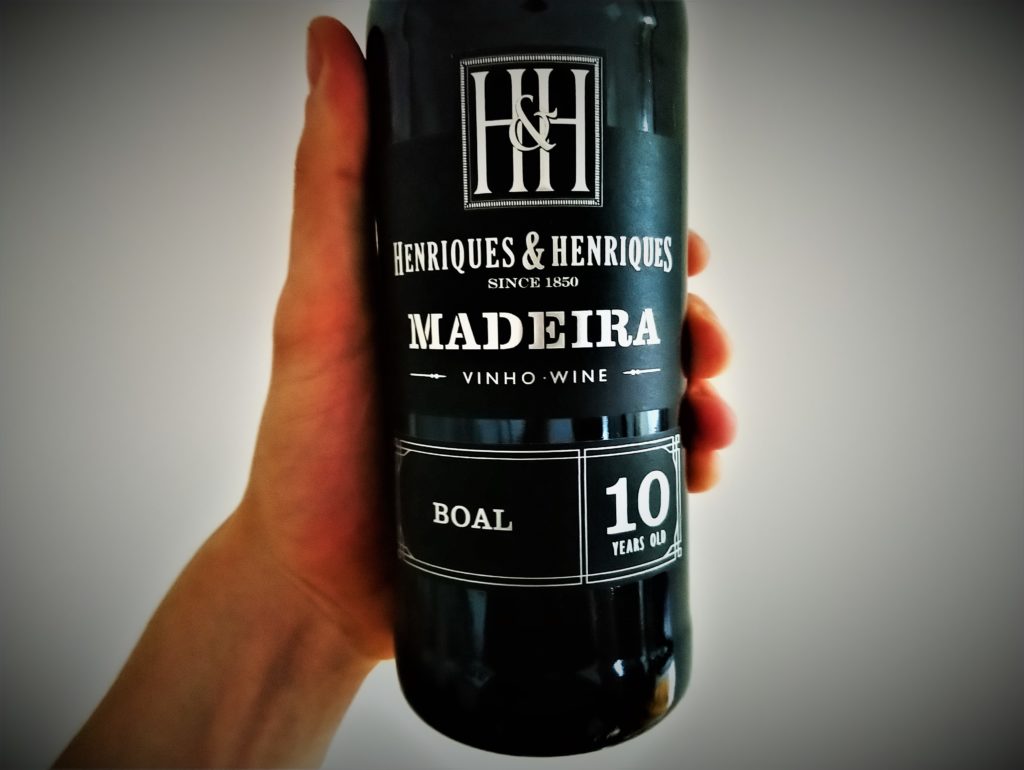 H&H
HENRIQUES & HENRIQUES
SINCE 1850
MADEIRA
VINHO · WINE
BOAL
10
YEARS OLD